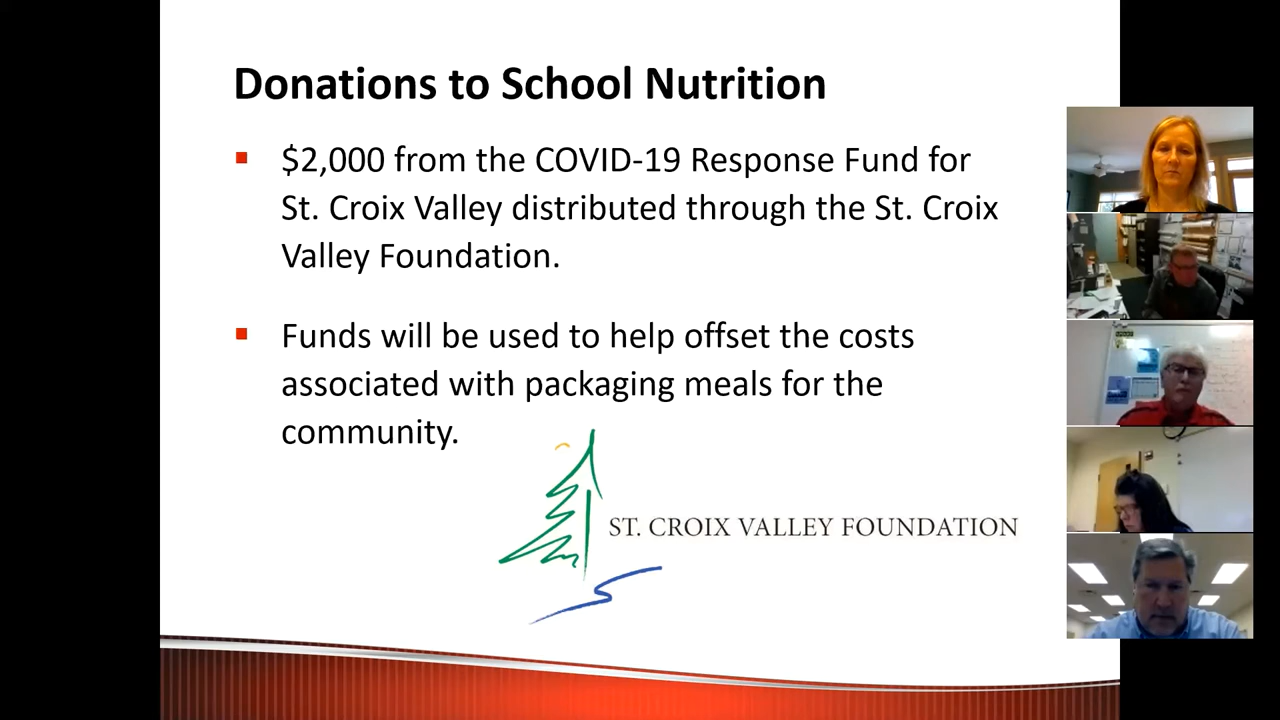 Donations to School Nutrition
$2,000 from the COVID-19 Response Fund for
St. Croix Valley distributed through the St. Croix
Valley Foundation.
Funds will be used to help offset the costs
associated with packaging meals for the
community.
ST. CROIX VALLEY FOUNDATION